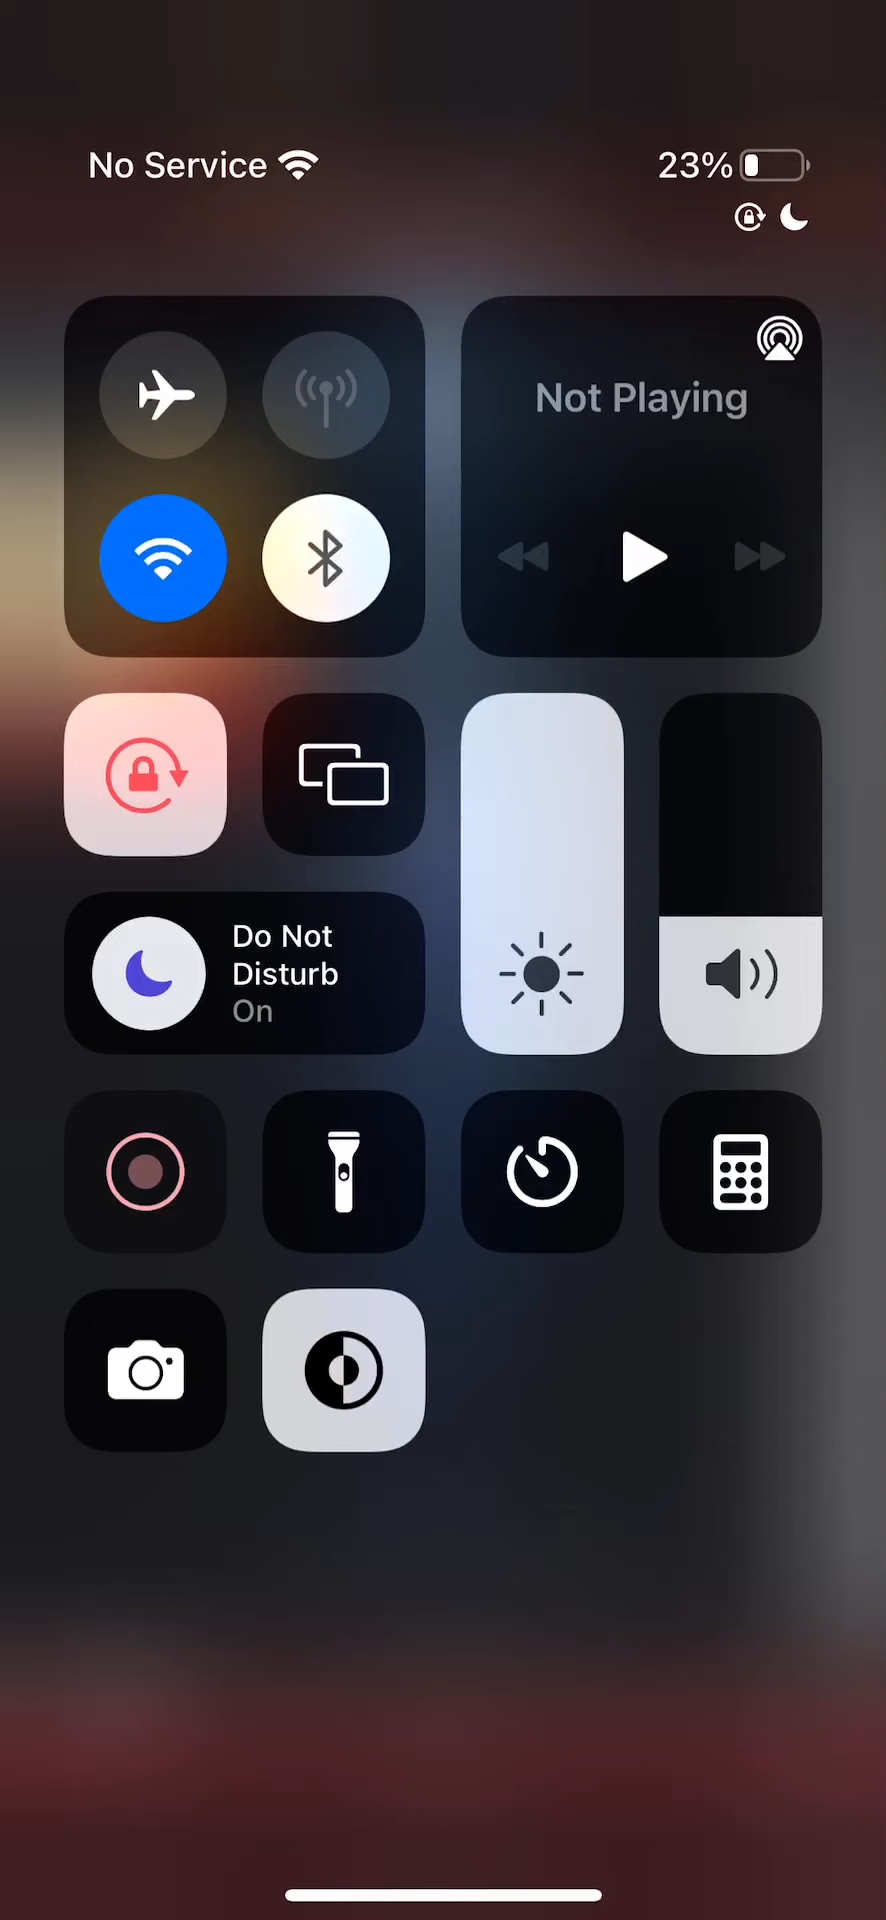 No Service
23%
Not Playing
Do Not
Disturb
On